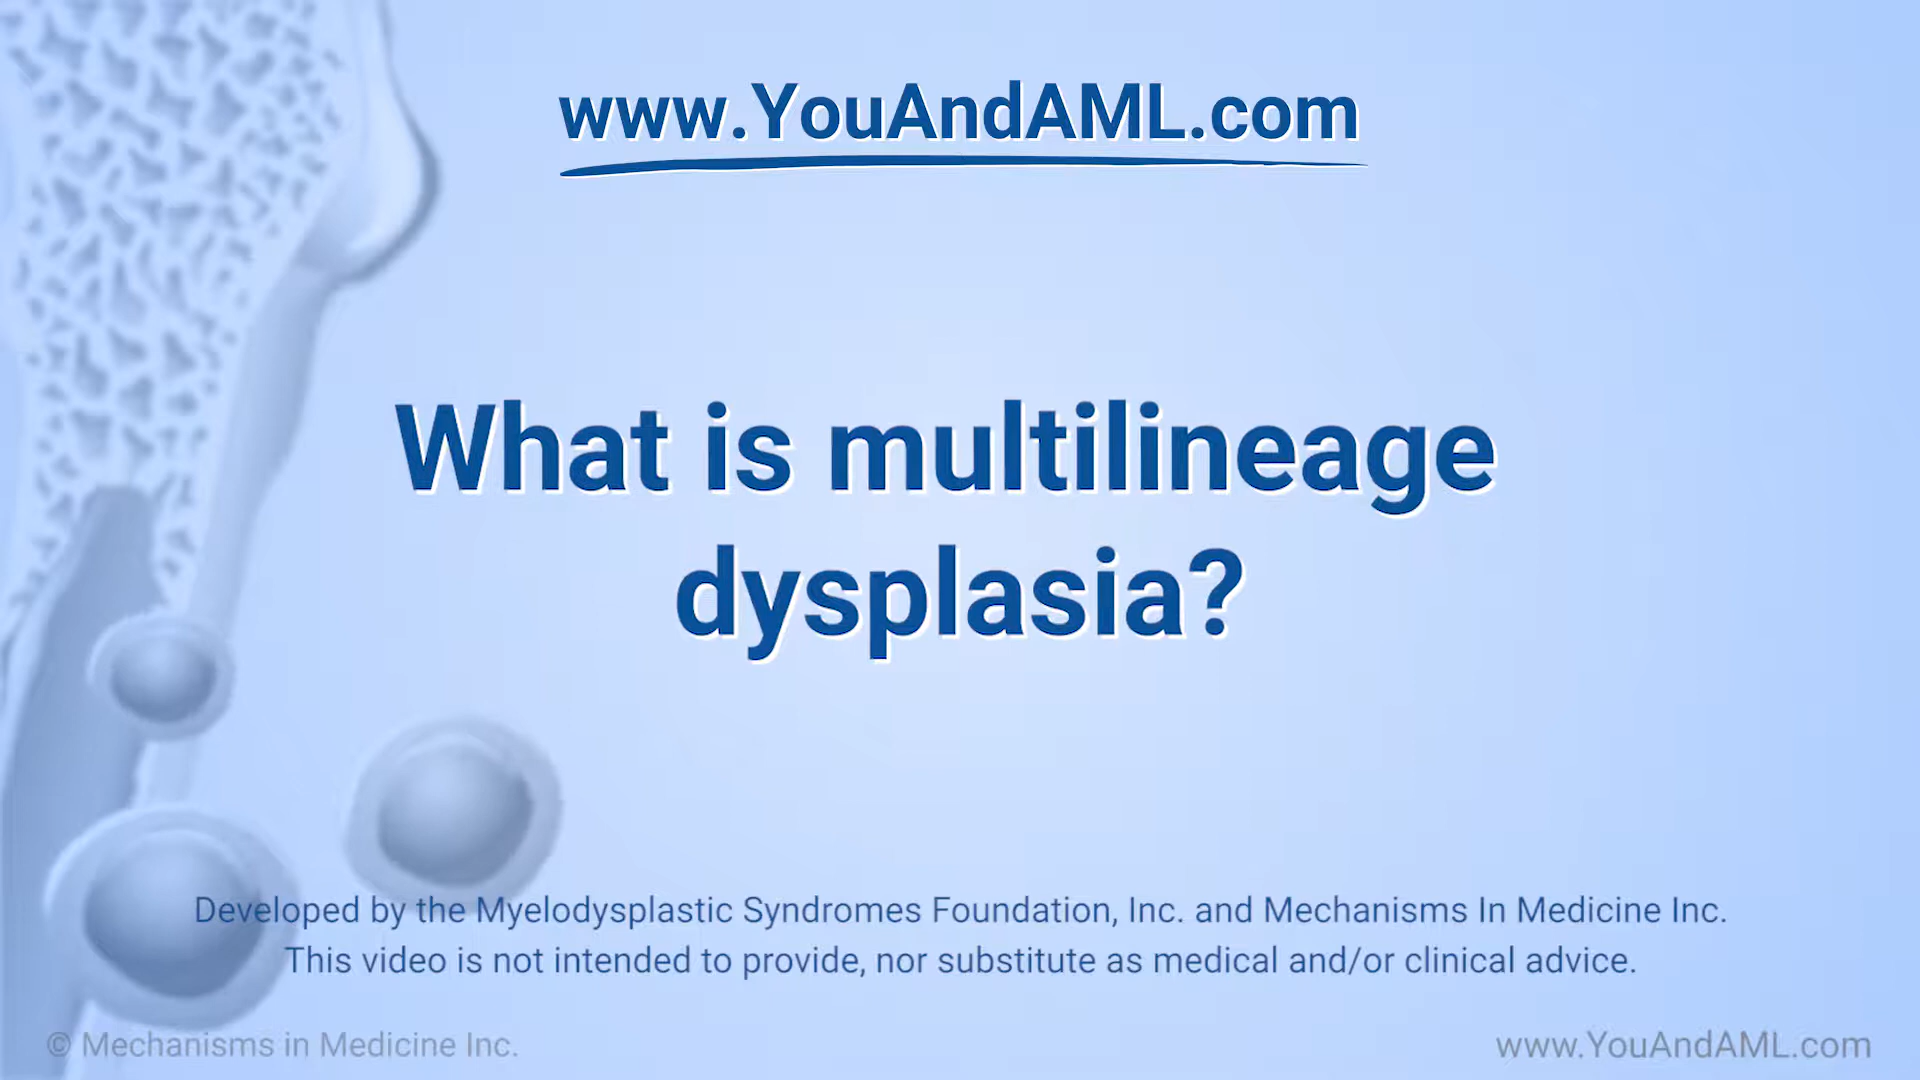 www.YouAndAML.com
What is multilineage
dysplasia?
Developed by the Myelodysplastic Syndromes Foundation, Inc. and Mechanisms In Medicine Inc.
This video is not intended to provide, nor substitute as medical and/or clinical advice.
© Mechanisms in Medicine Inc.
www.YouAndAML.com